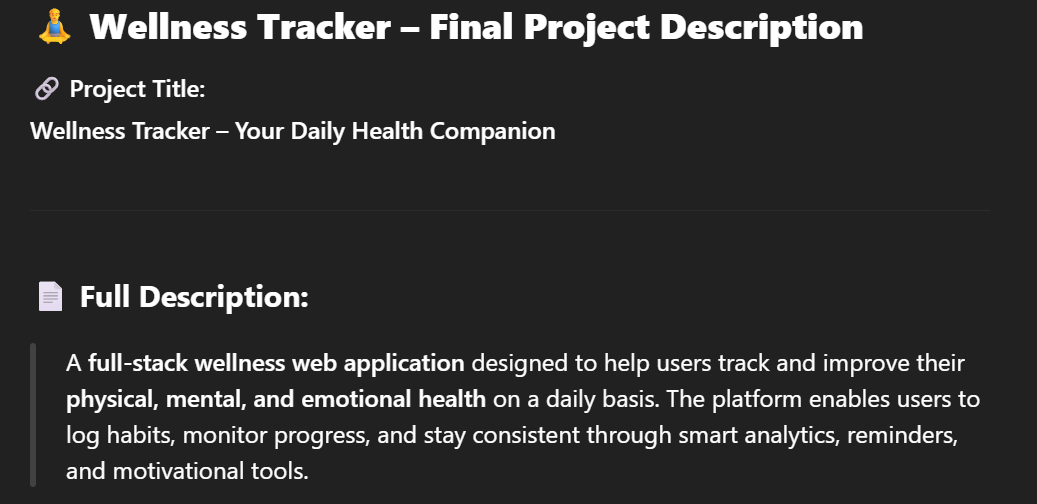 🧘 Wellness Tracker – Final Project Description
🔗 Project Title:
Wellness Tracker – Your Daily Health Companion
📄 Full Description:
A full-stack wellness web application designed to help users track and improve their
physical, mental, and emotional health on a daily basis. The platform enables users to
log habits, monitor progress, and stay consistent through smart analytics, reminders,
and motivational tools.